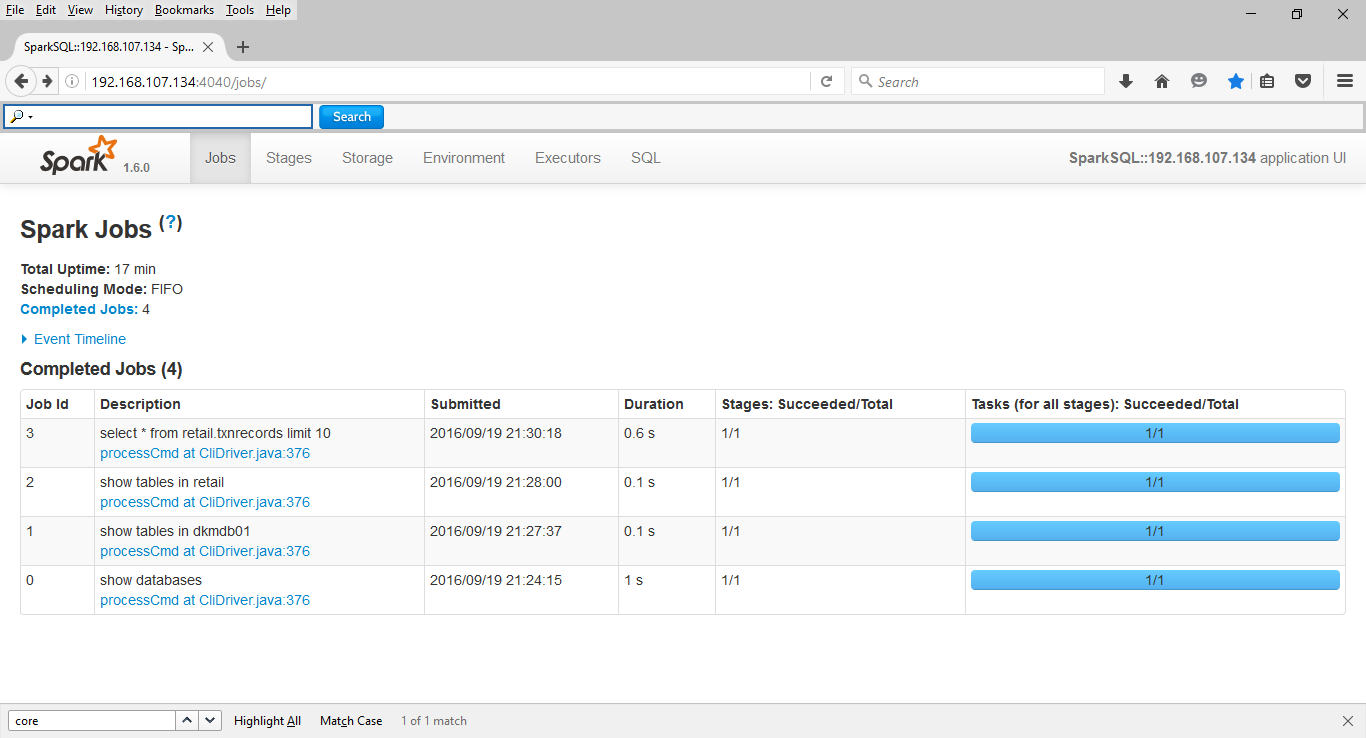 File Edit View History Bookmarks Tools Help
SparkSQL::192.168.107.134 - Sp...
192.168.107.134:4040/jobs/
Search
Search
Spark 1.6.0 Jobs Stages Storage Environment Executors SQL SparkSQL::192.168.107.134 application UI
Spark Jobs (?)
Total Uptime: 17 min
Scheduling Mode: FIFO
Completed Jobs: 4
Event Timeline
Completed Jobs (4)
Job Id Description Submitted Duration Stages: Succeeded/Total Tasks (for all stages): Succeeded/Total
3 select * from retail.txnrecords limit 10 2016/09/19 21:30:18 0.6 s 1/1 1/1
processCmd at CliDriver.java:376
2 show tables in retail 2016/09/19 21:28:00 0.1 s 1/1 1/1
processCmd at CliDriver.java:376
1 show tables in dkmdb01 2016/09/19 21:27:37 0.1 s 1/1 1/1
processCmd at CliDriver.java:376
0 show databases 2016/09/19 21:24:15 1 s 1/1 1/1
processCmd at CliDriver.java:376
core Highlight All Match Case 1 of 1 match